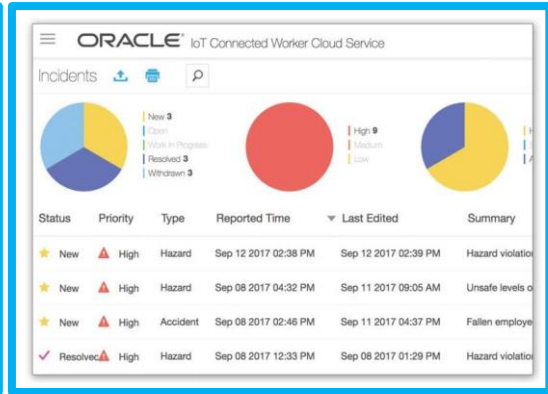 ORACLE IoT Connected Worker Cloud Service
Incidents
New 3
Open
Work In Progress
Resolved 3
Withdrawn 3
High 9
Medium
Low
Status Priority Type Reported Time Last Edited Summary
New High Hazard Sep 12 2017 02:38 PM Sep 12 2017 02:39 PM Hazard violation
New High Hazard Sep 08 2017 04:32 PM Sep 11 2017 09:05 AM Unsafe levels o
New High Accident Sep 08 2017 02:46 PM Sep 11 2017 04:37 PM Fallen employe
Resolved High Hazard Sep 08 2017 12:33 PM Sep 08 2017 01:29 PM Hazard violation